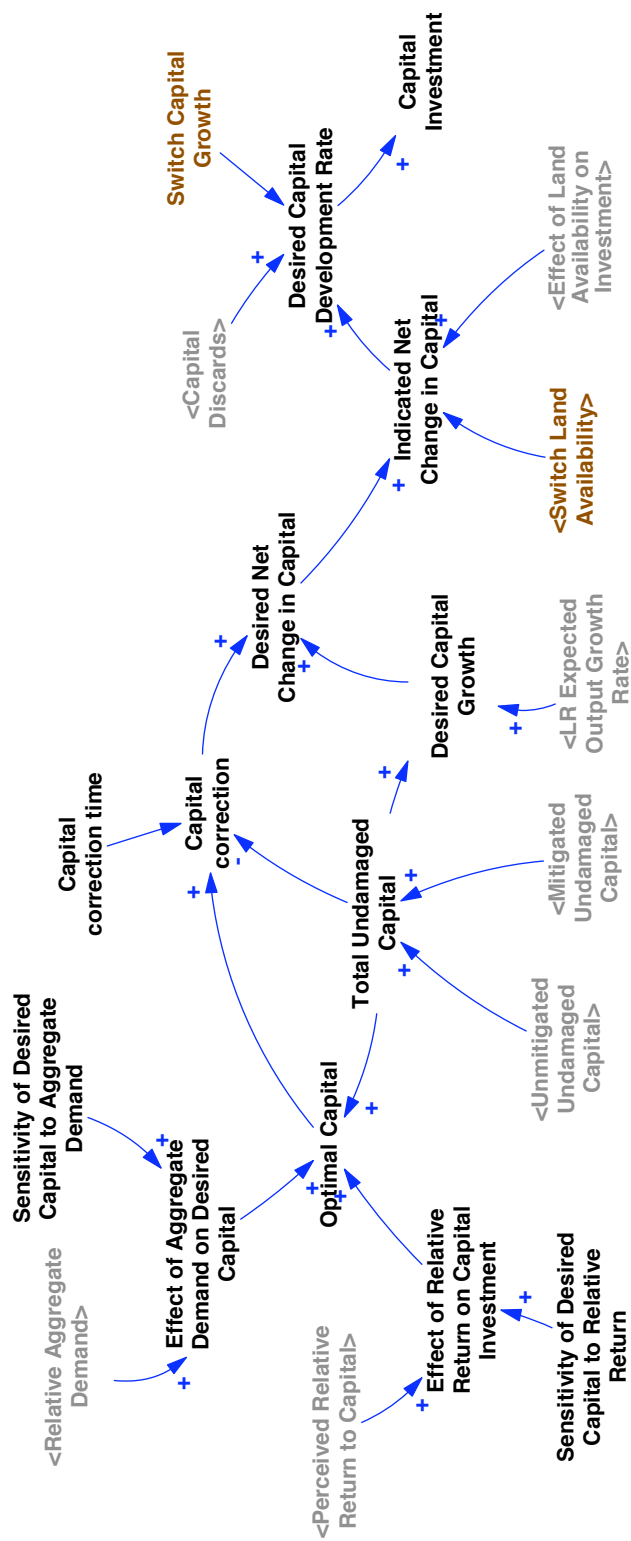 <Relative Aggregate
Demand>
Sensitivity of Desired
Capital to Aggregate
Demand
Effect of Aggregate
Demand on Desired
Capital
<Perceived Relative
Return to Capital>
Effect of Relative
Return on Capital
Investment
Sensitivity of Desired
Capital to Relative
Return
Optimal Capital
Capital
correction time
Capital
correction
Total Undamaged
Capital
<Unmitigated
Undamaged
Capital>
<Mitigated
Undamaged
Capital>
Desired Net
Change in Capital
Desired Capital
Growth
<LR Expected
Output Growth
Rate>
<Capital
Discards>
Switch Capital
Growth
Desired Capital
Development Rate
Capital
Investment
Indicated Net
Change in Capital
<Switch Land
Availability>
<Effect of Land
Availability on
Investment>